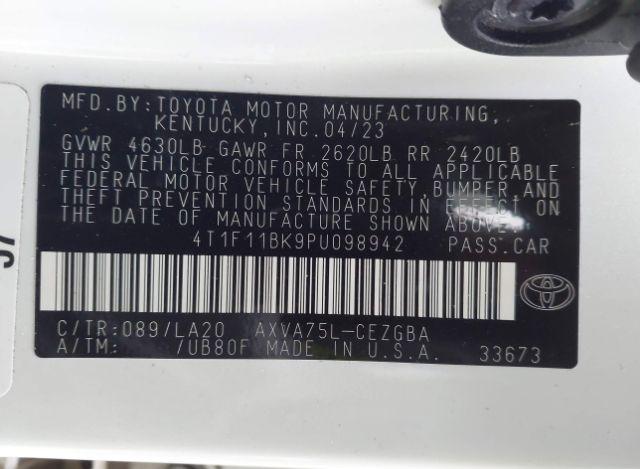 MFD.BY:TOYOTA MOTOR MANUFACTURING,
KENTUCKY,INC.04/23
GVWR 4630LB GAWR FR 2620LB RR 2420LB
THIS VEHICLE CONFORMS TO ALL APPLICABLE
FEDERAL MOTOR VEHICLE SAFETY,BUMPER,AND
THEFT PREVENTION STANDARDS IN EFFECT ON
THE DATE OF MANUFACTURE SHOWN ABOVE.
4T1F11BK9PU098942 PASS.CAR
C/TR:089/LA20 AXVA75L-CEZGBA
A/TM: /UB80F MADE IN U.S.A. 33673